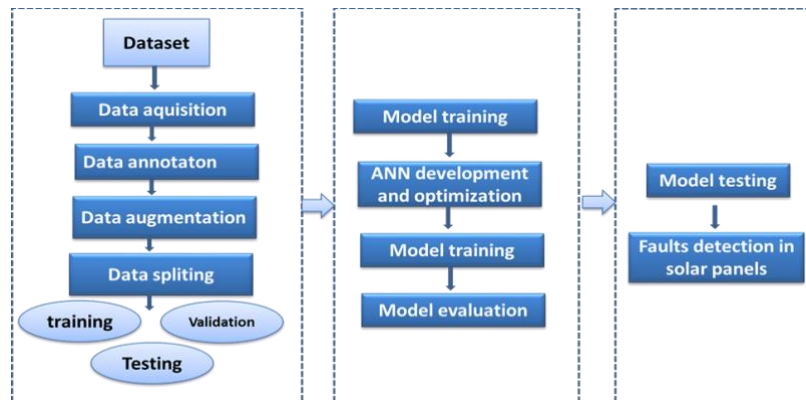 Dataset
Data aquisition
Data annotaton
Data augmentation
Data spliting
training
Validation
Testing
Model training
ANN development
and optimization
Model training
Model evaluation
Model testing
Faults detection in
solar panels